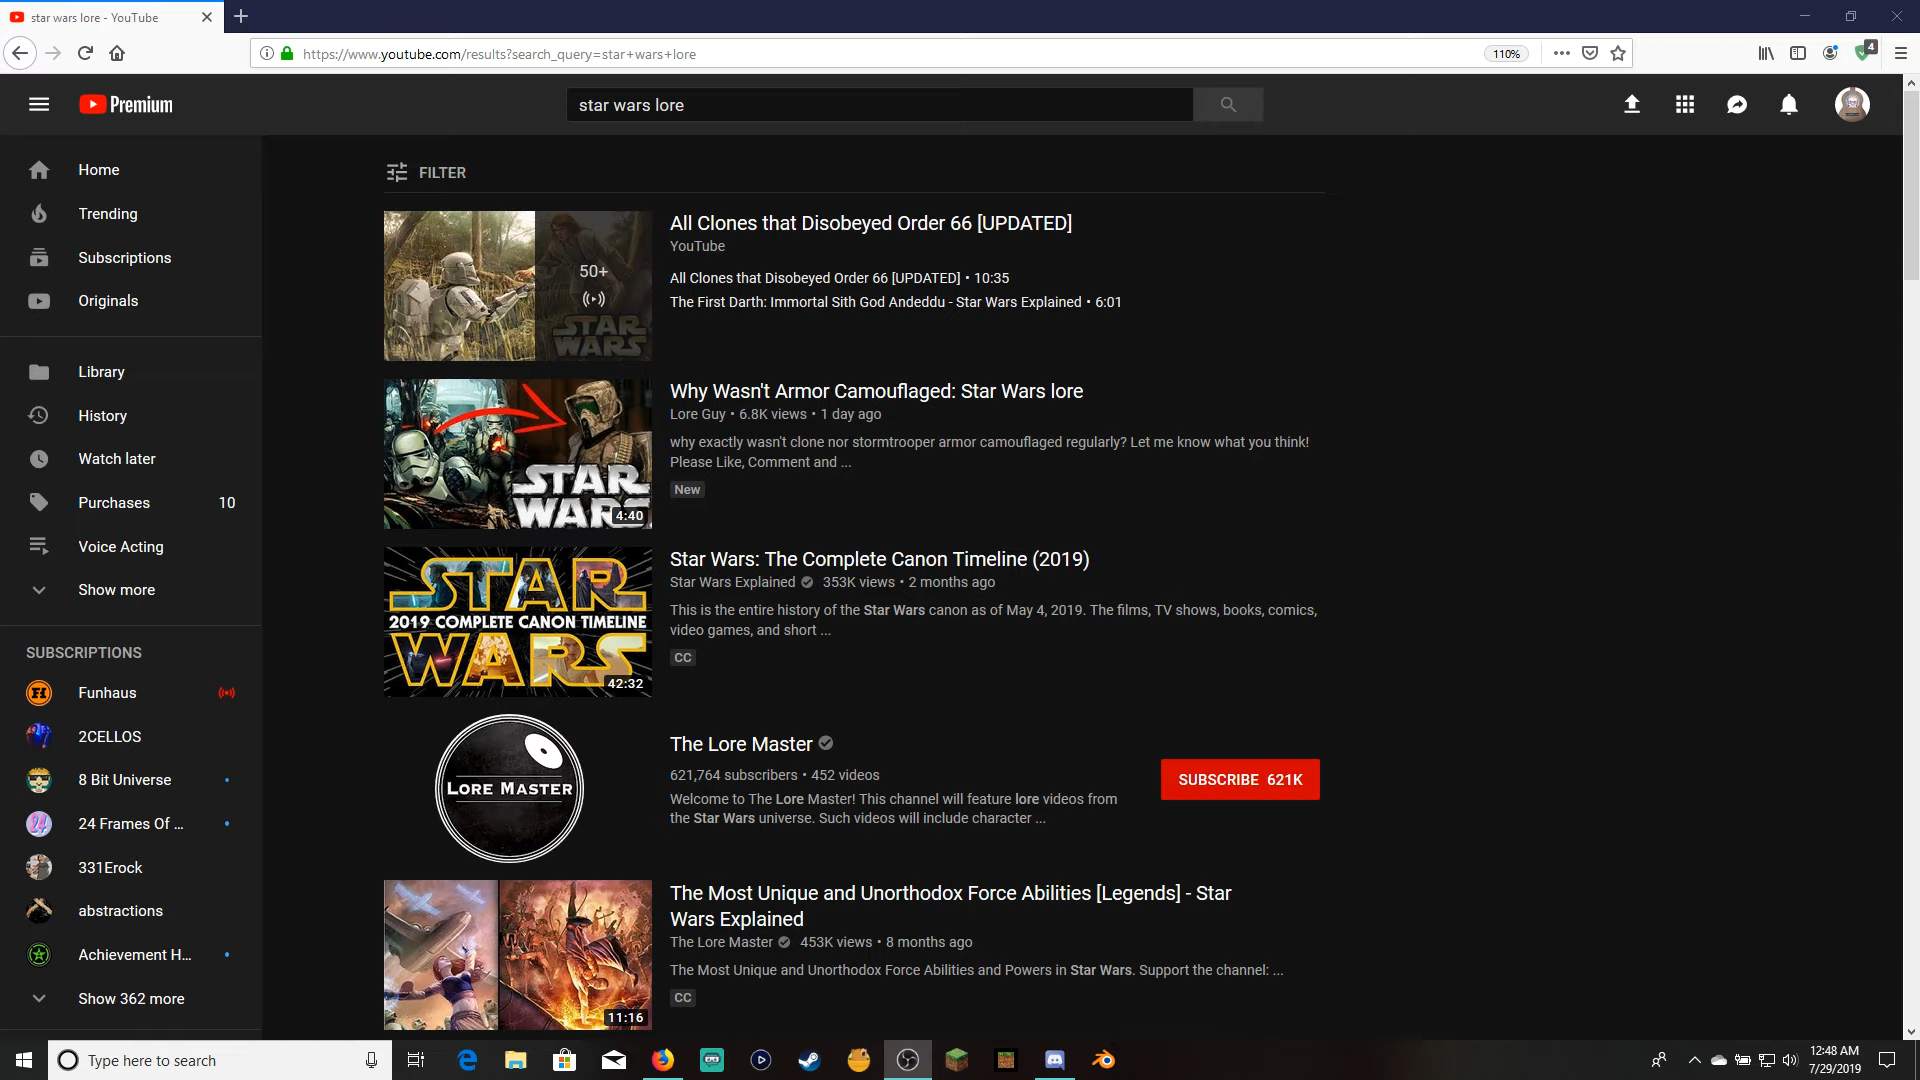 star wars lore - YouTube
https://www.youtube.com/results?search_query=star+wars+lore
110%
4
Premium
star wars lore
Home
Trending
Subscriptions
Originals
Library
History
Watch later
Purchases 10
Voice Acting
Show more
SUBSCRIPTIONS
Funhaus
2CELLOS
8 Bit Universe
24 Frames Of ...
331Erock
abstractions
Achievement H...
Show 362 more
FILTER
50+
STAR
WARS
All Clones that Disobeyed Order 66 [UPDATED]
YouTube
All Clones that Disobeyed Order 66 [UPDATED] • 10:35
The First Darth: Immortal Sith God Andeddu - Star Wars Explained • 6:01
STAR
WARS
4:40
Why Wasn't Armor Camouflaged: Star Wars lore
Lore Guy • 6.8K views • 1 day ago
why exactly wasn't clone nor stormtrooper armor camouflaged regularly? Let me know what you think!
Please Like, Comment and ...
New
STAR
2019 COMPLETE CANON TIMELINE
WARS
42:32
Star Wars: The Complete Canon Timeline (2019)
Star Wars Explained 353K views • 2 months ago
This is the entire history of the Star Wars canon as of May 4, 2019. The films, TV shows, books, comics,
video games, and short ...
CC
LORE MASTER
The Lore Master
621,764 subscribers • 452 videos
Welcome to The Lore Master! This channel will feature lore videos from
the Star Wars universe. Such videos will include character ...
SUBSCRIBE 621K
11:16
The Most Unique and Unorthodox Force Abilities [Legends] - Star
Wars Explained
The Lore Master 453K views • 8 months ago
The Most Unique and Unorthodox Force Abilities and Powers in Star Wars. Support the channel: ...
CC
Type here to search
12:48 AM
7/29/2019